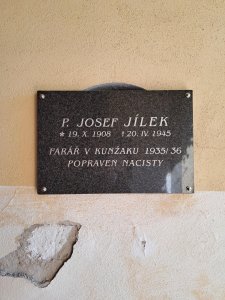 P. JOSEF JÍLEK
* 19. X. 1908 † 20. IV. 1945
FARÁŘ V KUNŽAKU 1935/36
POPRAVEN NACISTY